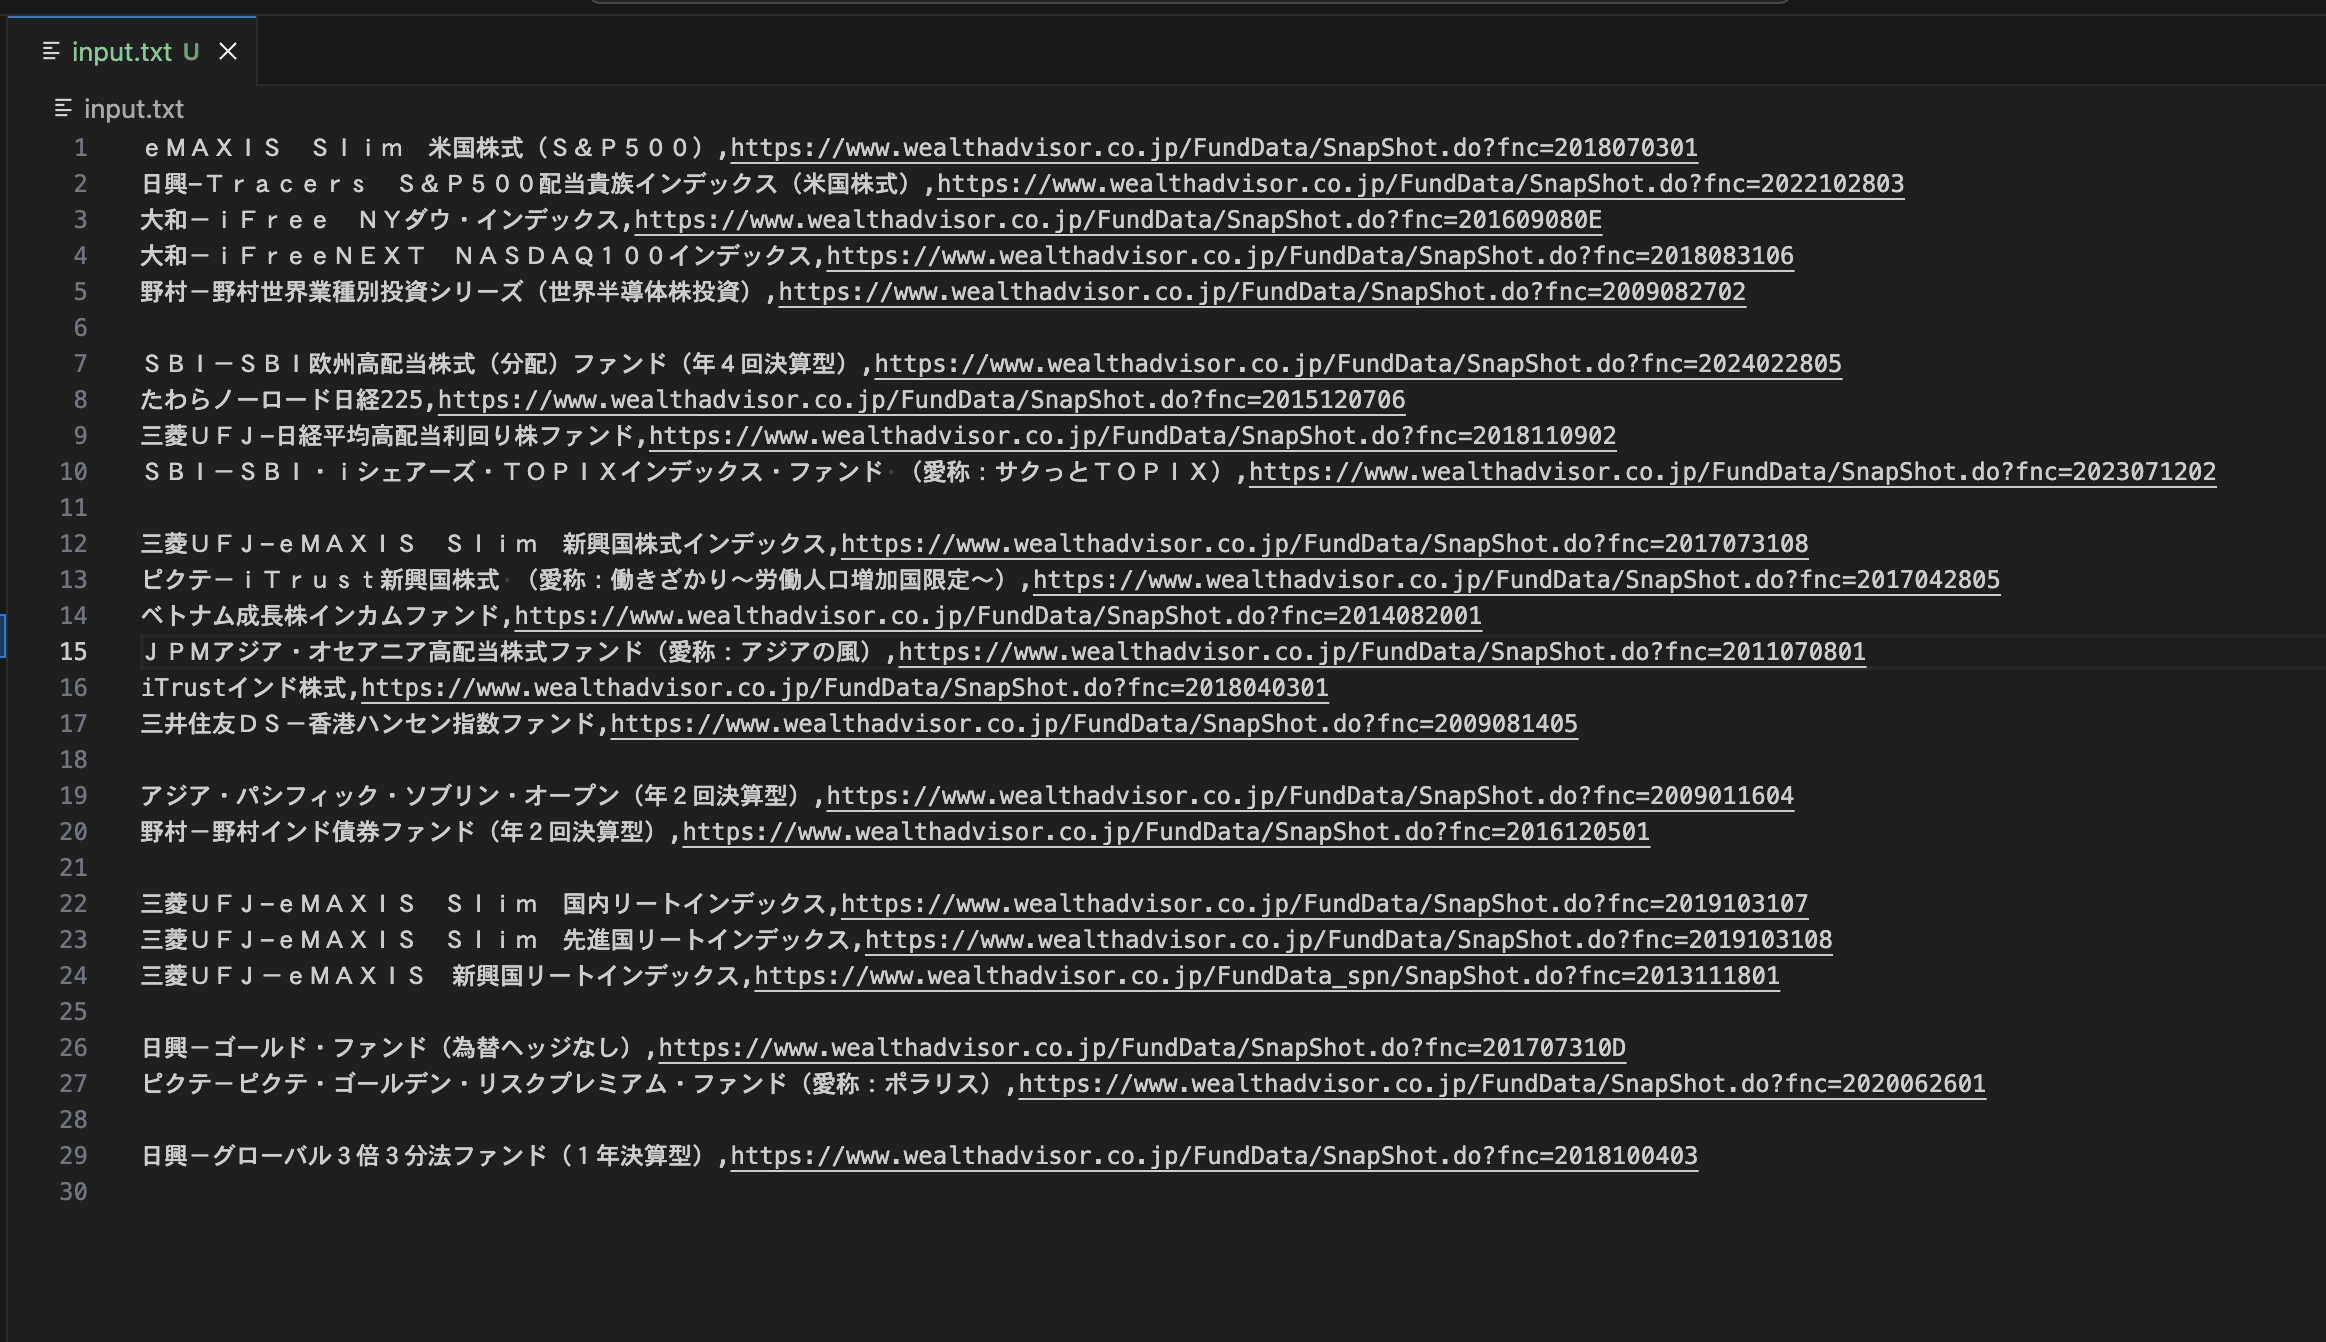 input.txt U
input.txt
1 ｅＭＡＸＩＳ　Ｓｌｉｍ　米国株式（Ｓ＆Ｐ５００）,https://www.wealthadvisor.co.jp/FundData/SnapShot.do?fnc=2018070301
2 日興−Ｔｒａｃｅｒｓ　Ｓ＆Ｐ５００配当貴族インデックス（米国株式）,https://www.wealthadvisor.co.jp/FundData/SnapShot.do?fnc=2022102803
3 大和－ｉＦｒｅｅ　ＮＹダウ・インデックス,https://www.wealthadvisor.co.jp/FundData/SnapShot.do?fnc=201609080E
4 大和－ｉＦｒｅｅＮＥＸＴ　ＮＡＳＤＡＱ１００インデックス,https://www.wealthadvisor.co.jp/FundData/SnapShot.do?fnc=2018083106
5 野村－野村世界業種別投資シリーズ（世界半導体株投資）,https://www.wealthadvisor.co.jp/FundData/SnapShot.do?fnc=2009082702
6
7 ＳＢＩ－ＳＢＩ欧州高配当株式（分配）ファンド（年４回決算型）,https://www.wealthadvisor.co.jp/FundData/SnapShot.do?fnc=2024022805
8 たわらノーロード日経225,https://www.wealthadvisor.co.jp/FundData/SnapShot.do?fnc=2015120706
9 三菱ＵＦＪ−日経平均高配当利回り株ファンド,https://www.wealthadvisor.co.jp/FundData/SnapShot.do?fnc=2018110902
10 ＳＢＩ－ＳＢＩ・ｉシェアーズ・ＴＯＰＩＸインデックス・ファンド （愛称：サクっとＴＯＰＩＸ）,https://www.wealthadvisor.co.jp/FundData/SnapShot.do?fnc=2023071202
11
12 三菱ＵＦＪ−ｅＭＡＸＩＳ　Ｓｌｉｍ　新興国株式インデックス,https://www.wealthadvisor.co.jp/FundData/SnapShot.do?fnc=2017073108
13 ピクテ－ｉＴｒｕｓｔ新興国株式 （愛称：働きざかり～労働人口増加国限定～）,https://www.wealthadvisor.co.jp/FundData/SnapShot.do?fnc=2017042805
14 ベトナム成長株インカムファンド,https://www.wealthadvisor.co.jp/FundData/SnapShot.do?fnc=2014082001
15 ＪＰＭアジア・オセアニア高配当株式ファンド（愛称：アジアの風）,https://www.wealthadvisor.co.jp/FundData/SnapShot.do?fnc=2011070801
16 iTrustインド株式,https://www.wealthadvisor.co.jp/FundData/SnapShot.do?fnc=2018040301
17 三井住友ＤＳ－香港ハンセン指数ファンド,https://www.wealthadvisor.co.jp/FundData/SnapShot.do?fnc=2009081405
18
19 アジア・パシフィック・ソブリン・オープン（年２回決算型）,https://www.wealthadvisor.co.jp/FundData/SnapShot.do?fnc=2009011604
20 野村－野村インド債券ファンド（年２回決算型）,https://www.wealthadvisor.co.jp/FundData/SnapShot.do?fnc=2016120501
21
22 三菱ＵＦＪ−ｅＭＡＸＩＳ　Ｓｌｉｍ　国内リートインデックス,https://www.wealthadvisor.co.jp/FundData/SnapShot.do?fnc=2019103107
23 三菱ＵＦＪ−ｅＭＡＸＩＳ　Ｓｌｉｍ　先進国リートインデックス,https://www.wealthadvisor.co.jp/FundData/SnapShot.do?fnc=2019103108
24 三菱ＵＦＪ－ｅＭＡＸＩＳ　新興国リートインデックス,https://www.wealthadvisor.co.jp/FundData_spn/SnapShot.do?fnc=2013111801
25
26 日興－ゴールド・ファンド（為替ヘッジなし）,https://www.wealthadvisor.co.jp/FundData/SnapShot.do?fnc=201707310D
27 ピクテ－ピクテ・ゴールデン・リスクプレミアム・ファンド（愛称：ポラリス）,https://www.wealthadvisor.co.jp/FundData/SnapShot.do?fnc=2020062601
28
29 日興－グローバル３倍３分法ファンド（１年決算型）,https://www.wealthadvisor.co.jp/FundData/SnapShot.do?fnc=2018100403
30